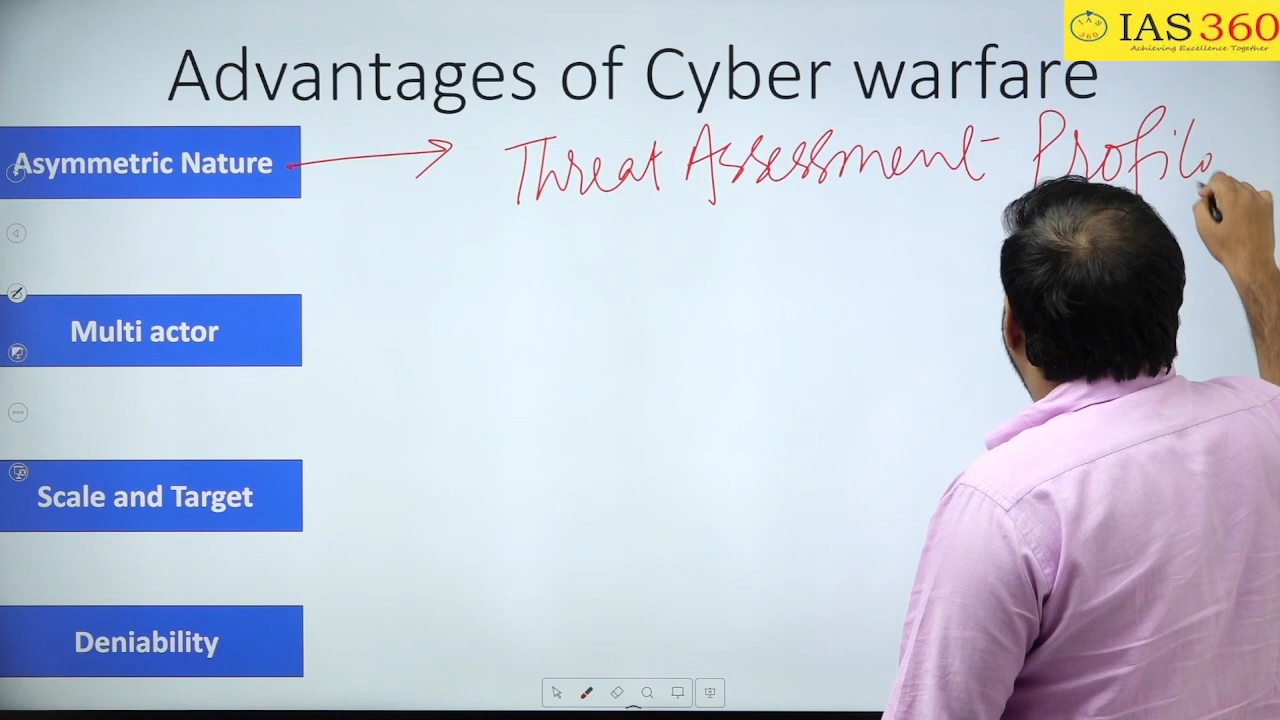 IAS 360
Achieving Excellence Together
Advantages of Cyber warfare
Asymmetric Nature
Threat Assessment Profile
Multi actor
Scale and Target
Deniability